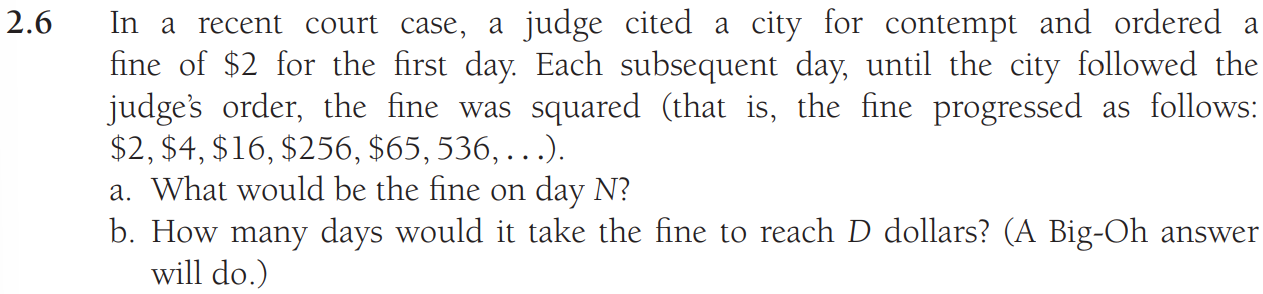 2.6 In a recent court case, a judge cited a city for contempt and ordered a
fine of $2 for the first day. Each subsequent day, until the city followed the
judge's order, the fine was squared (that is, the fine progressed as follows:
$2, $4, $16, $256, $65, 536, . . .).
a. What would be the fine on day N?
b. How many days would it take the fine to reach D dollars? (A Big-Oh answer
will do.)